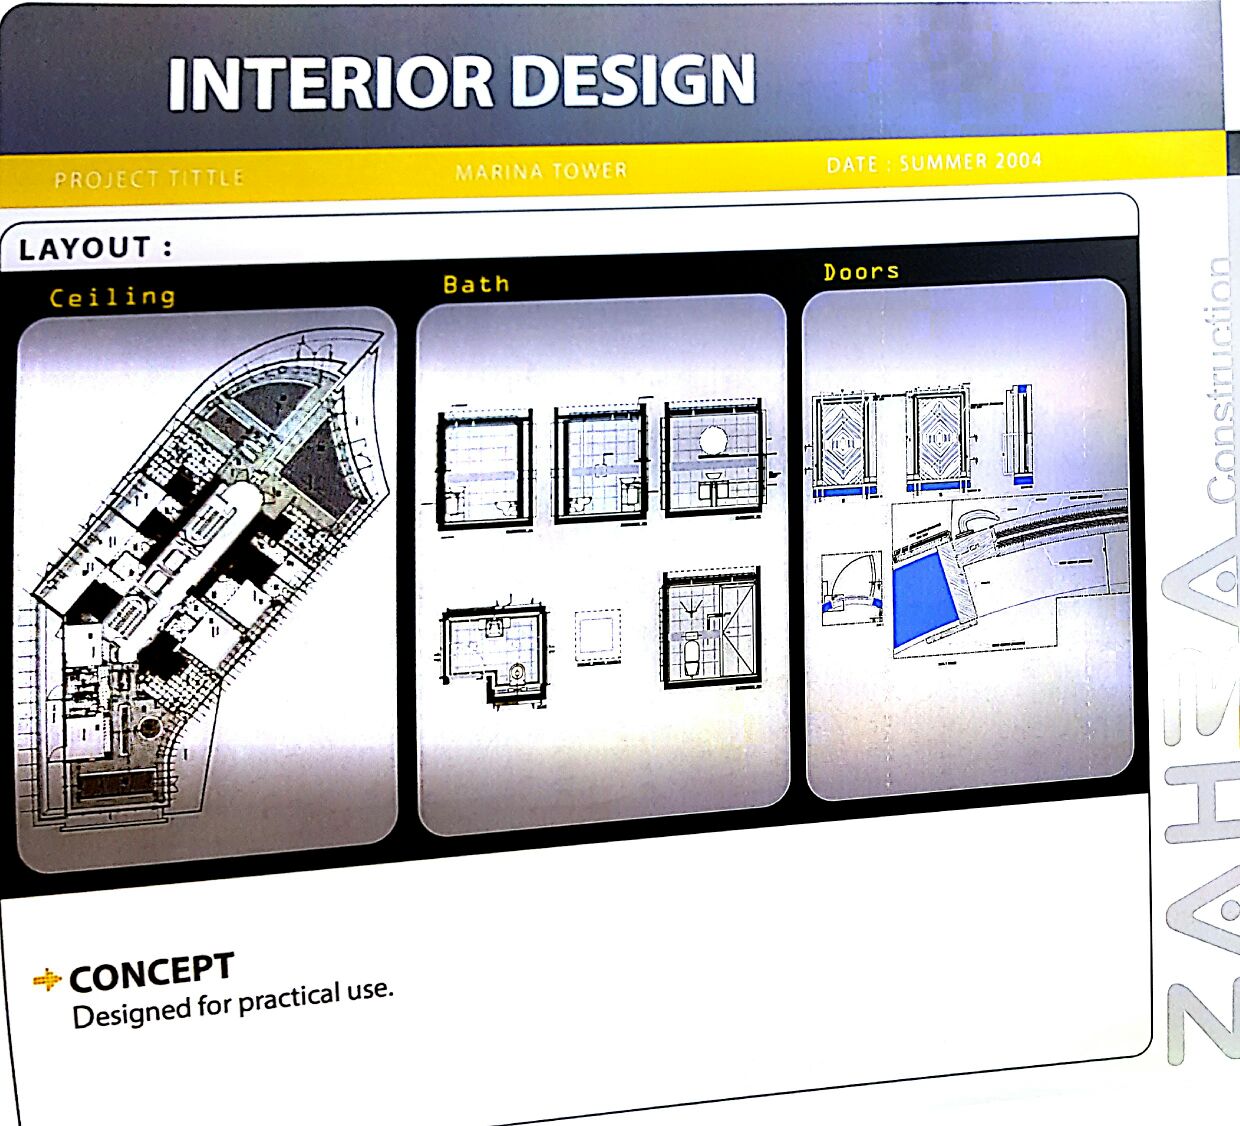 INTERIOR DESIGN
PROJECT TITTLE
MARINA TOWER
DATE : SUMMER 2004
LAYOUT :
Ceiling
Bath
Doors
CONCEPT
Designed for practical use.
Construction